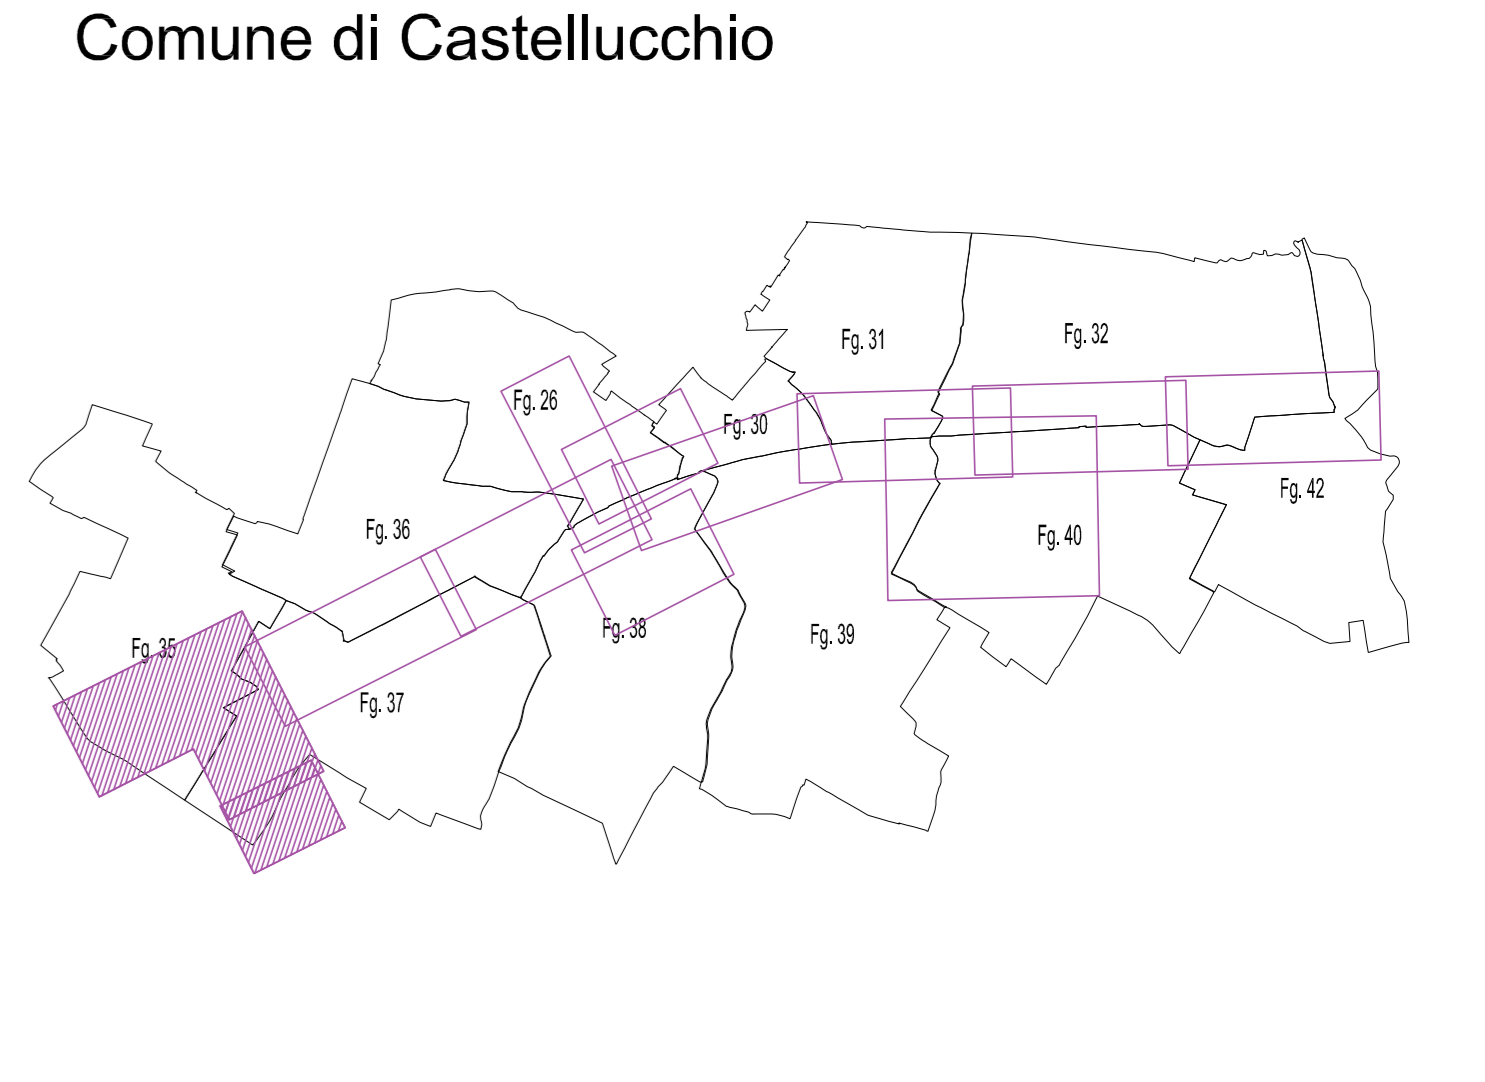 Comune di Castellucchio
Fg. 31
Fg. 32
Fg. 26
Fg. 30
Fg. 36
Fg. 42
Fg. 40
Fg. 35
Fg. 38
Fg. 39
Fg. 37